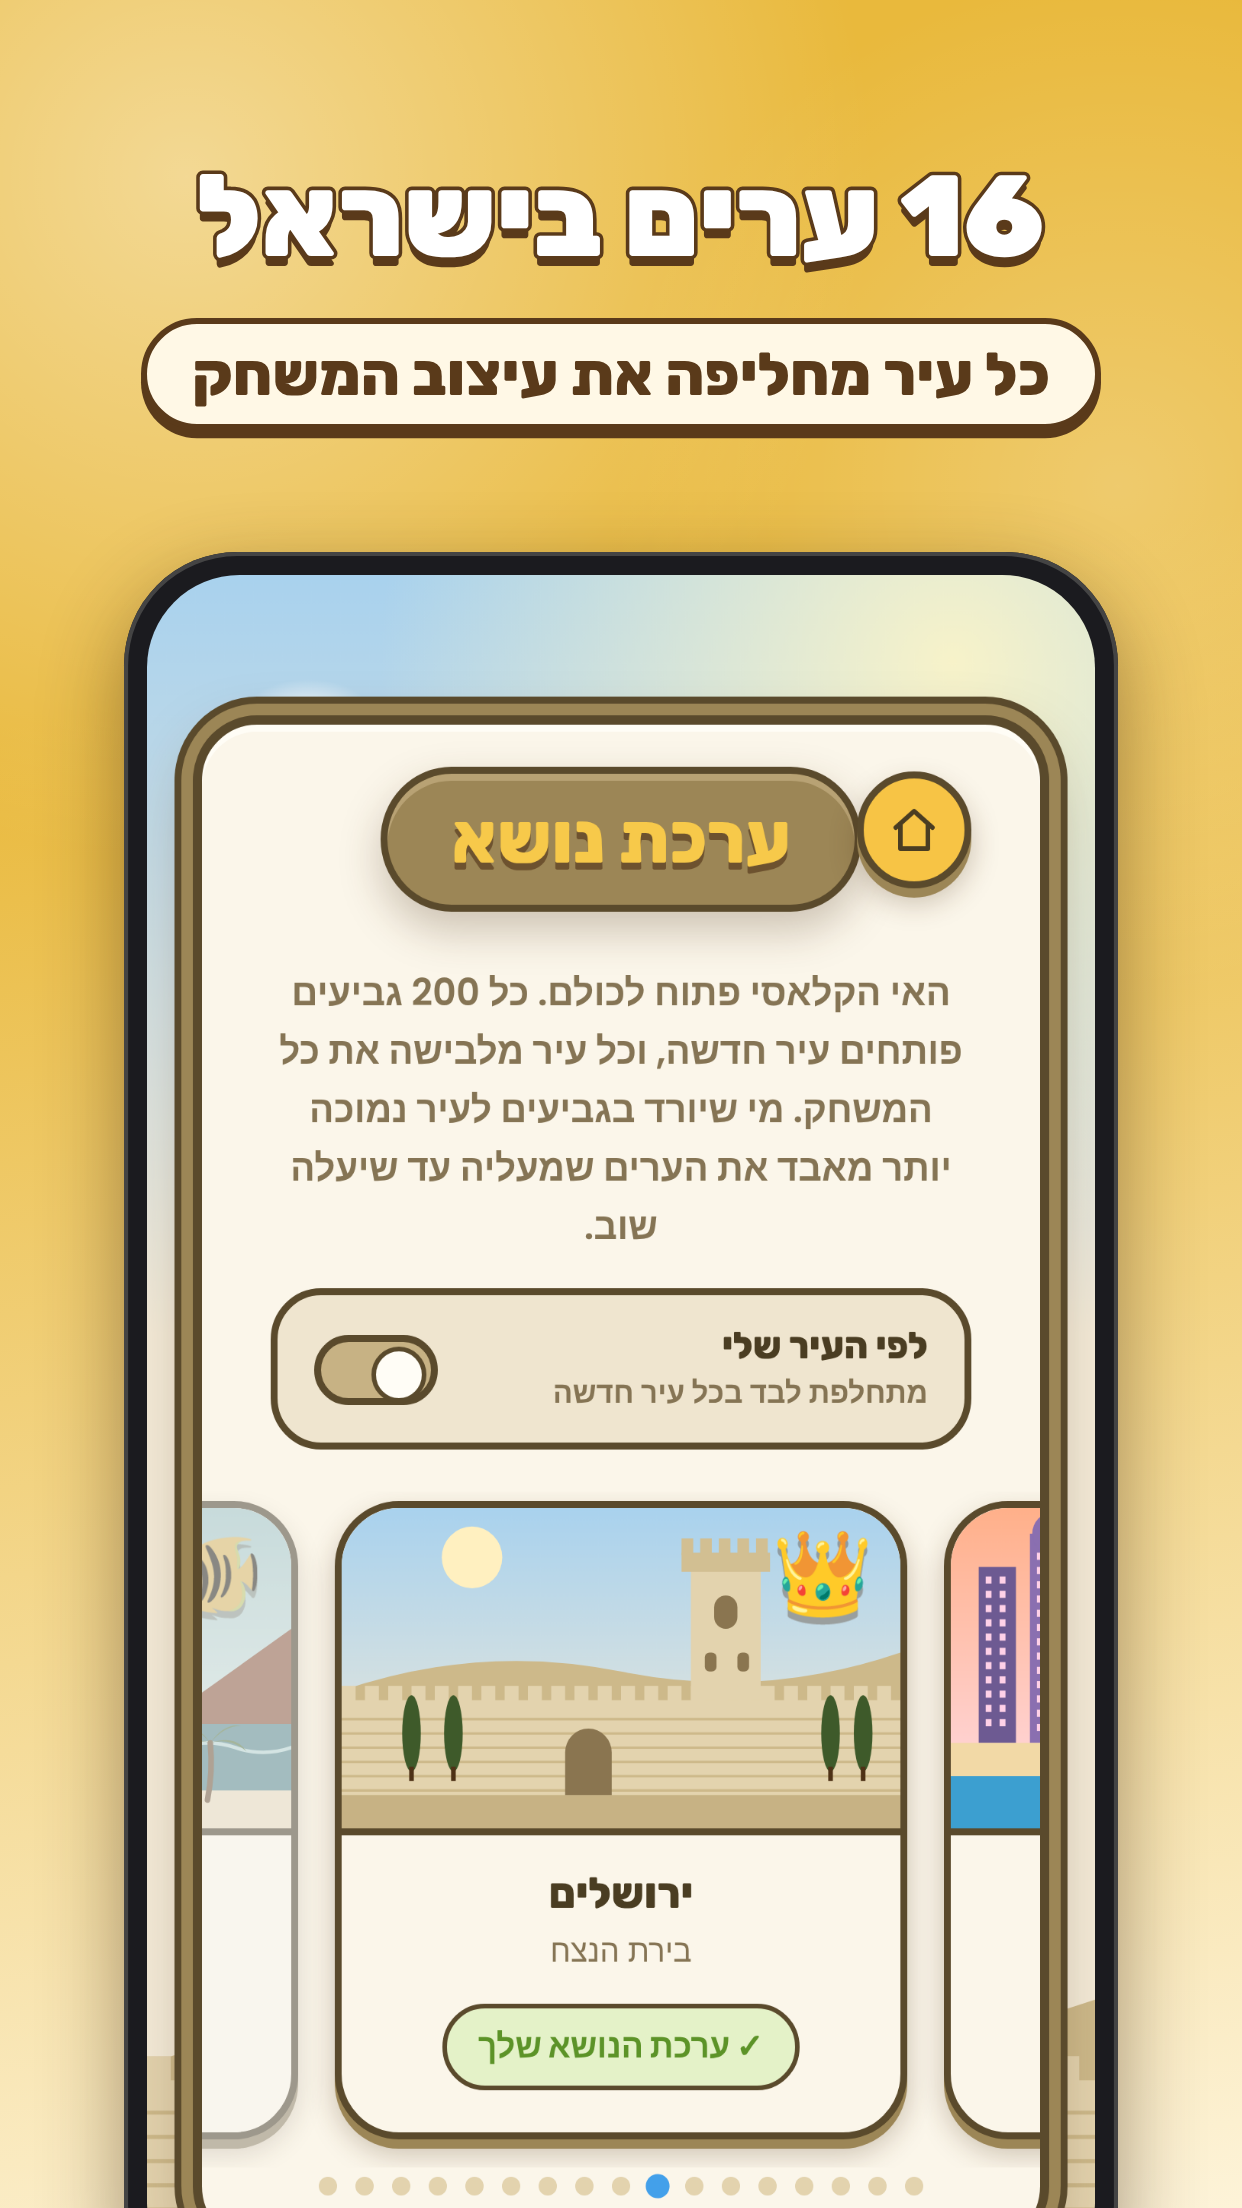 16 ערים בישראל
כל עיר מחליפה את עיצוב המשחק
ערכת נושא
האי הקלאסי פתוח לכולם. כל 200 גביעים
פותחים עיר חדשה, וכל עיר מלבישה את כל
המשחק. מי שיורד בגביעים לעיר נמוכה
יותר מאבד את הערים שמעליה עד שיעלה
שוב.
לפי העיר שלי
מתחלפת לבד בכל עיר חדשה
ירושלים
בירת הנצח
✓ ערכת הנושא שלך